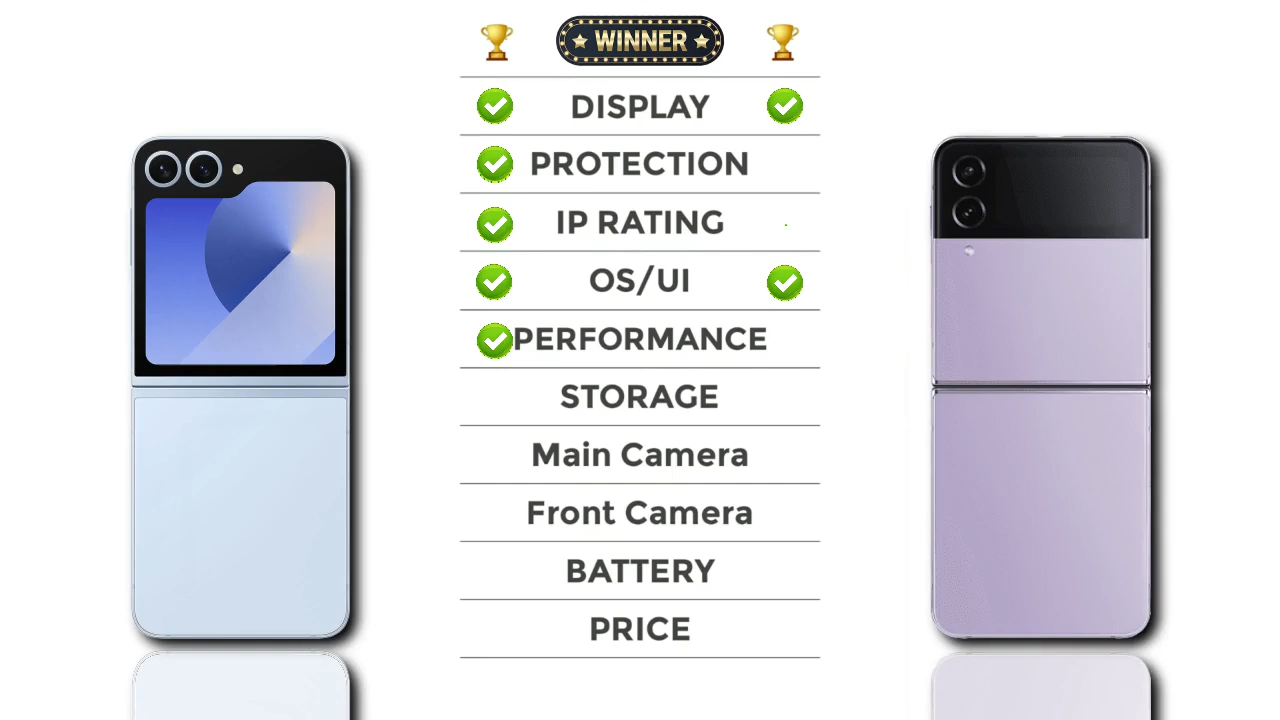 WINNER
DISPLAY
PROTECTION
IP RATING
OS/UI
PERFORMANCE
STORAGE
Main Camera
Front Camera
BATTERY
PRICE